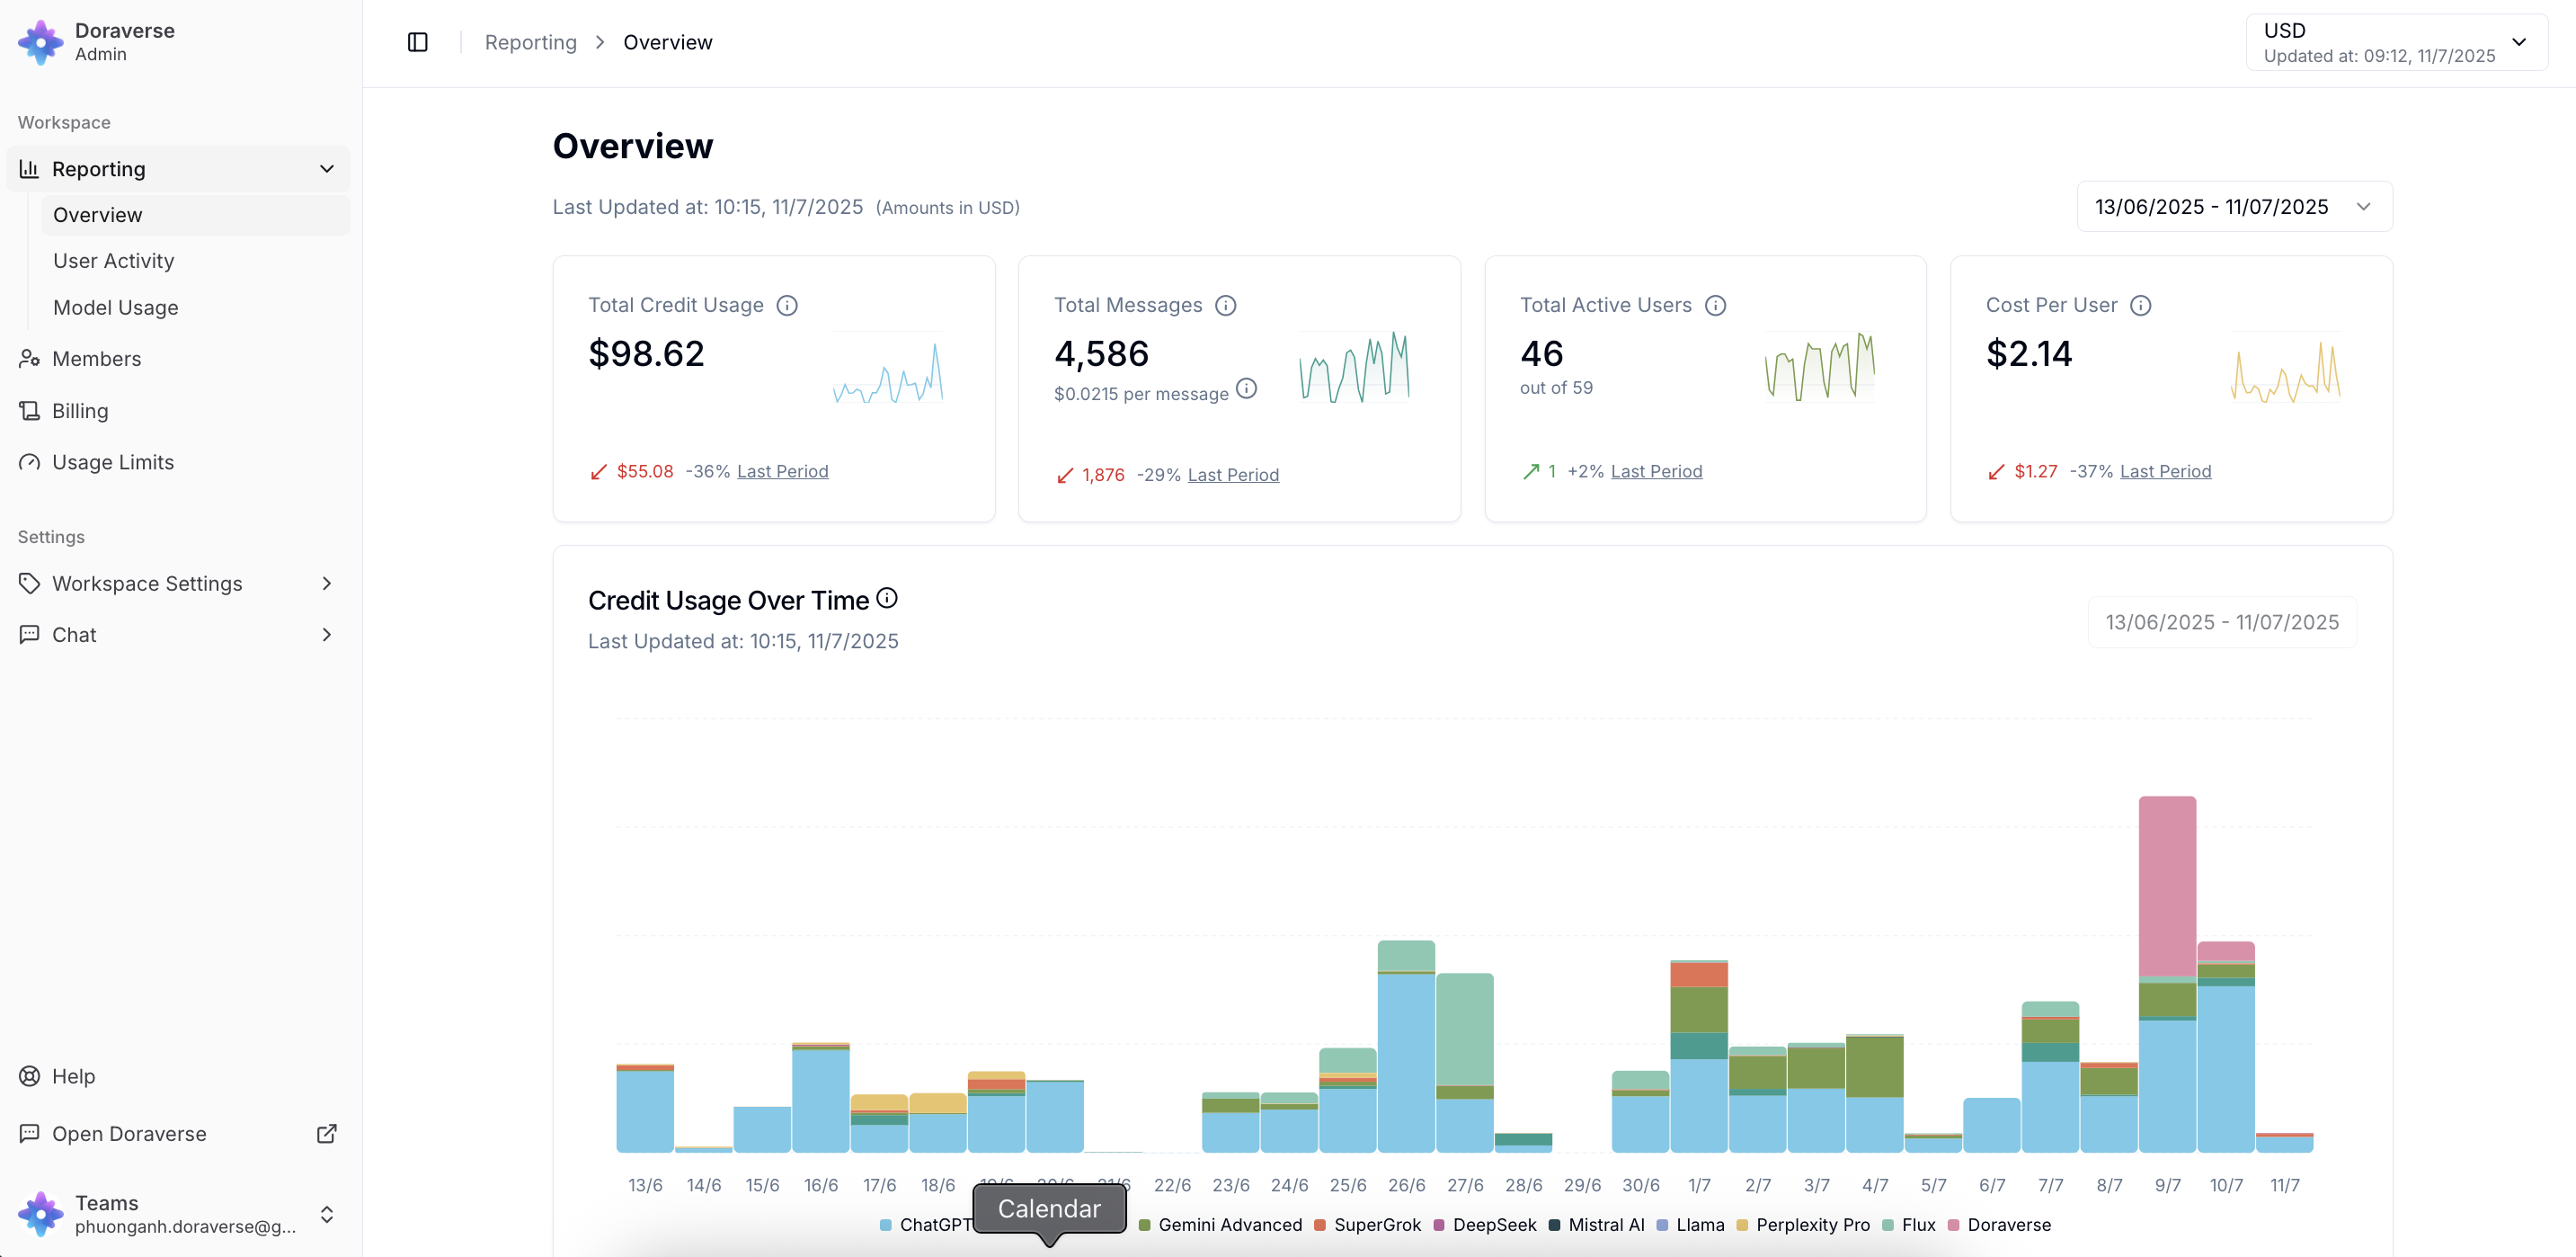 Doraverse
Admin
Workspace
Reporting
Overview
User Activity
Model Usage
Members
Billing
Usage Limits
Settings
Workspace Settings
Chat
Help
Open Doraverse
Teams
phuonganh.doraverse@g...
Reporting > Overview
USD
Updated at: 09:12, 11/7/2025
Overview
Last Updated at: 10:15, 11/7/2025 (Amounts in USD)
13/06/2025 - 11/07/2025
Total Credit Usage
$98.62
$55.08 -36% Last Period
Total Messages
4,586
$0.0215 per message
1,876 -29% Last Period
Total Active Users
46
out of 59
1 +2% Last Period
Cost Per User
$2.14
$1.27 -37% Last Period
Credit Usage Over Time
Last Updated at: 10:15, 11/7/2025
13/06/2025 - 11/07/2025
13/6 14/6 15/6 16/6 17/6 18/6 19/6 20/6 21/6 22/6 23/6 24/6 25/6 26/6 27/6 28/6 29/6 30/6 1/7 2/7 3/7 4/7 5/7 6/7 7/7 8/7 9/7 10/7 11/7
Calendar
ChatGPT Gemini Advanced SuperGrok DeepSeek Mistral AI Llama Perplexity Pro Flux Doraverse